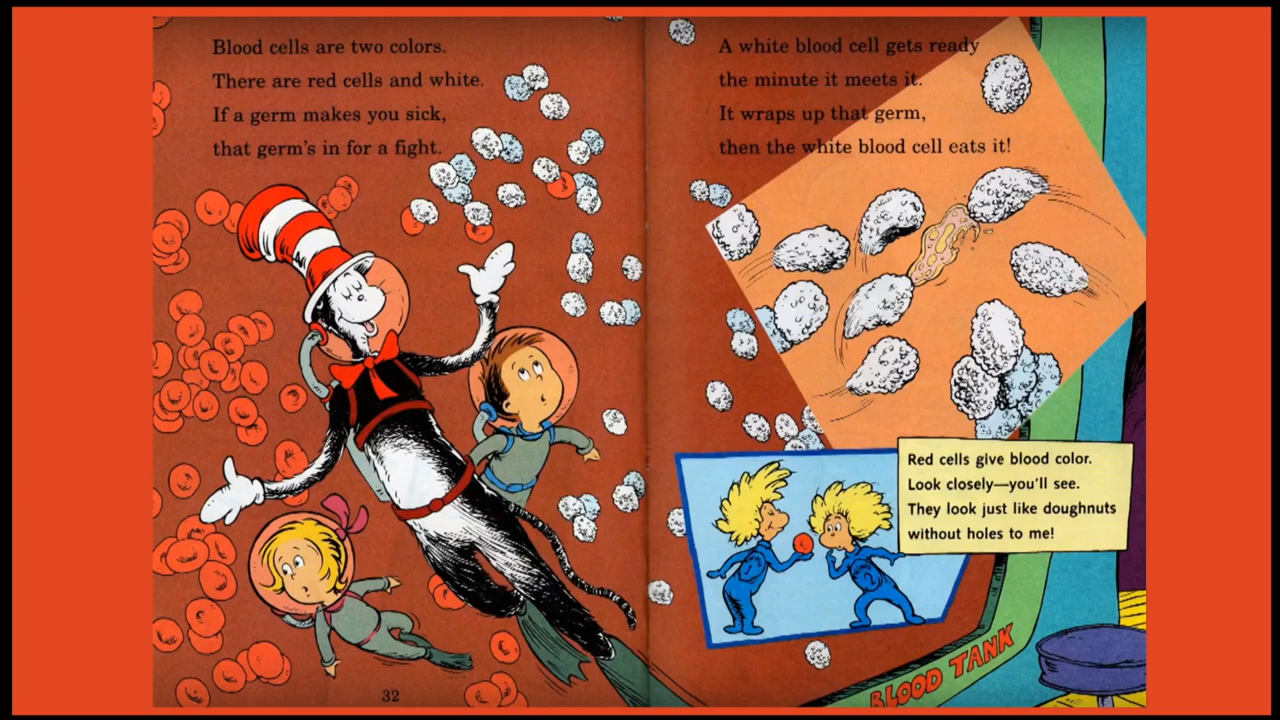 Blood cells are two colors.
There are red cells and white.
If a germ makes you sick,
that germ's in for a fight.
32
A white blood cell gets ready
the minute it meets it.
It wraps up that germ,
then the white blood cell eats it!
Red cells give blood color.
Look closely—you'll see.
They look just like doughnuts
without holes to me!
BLOOD TANK